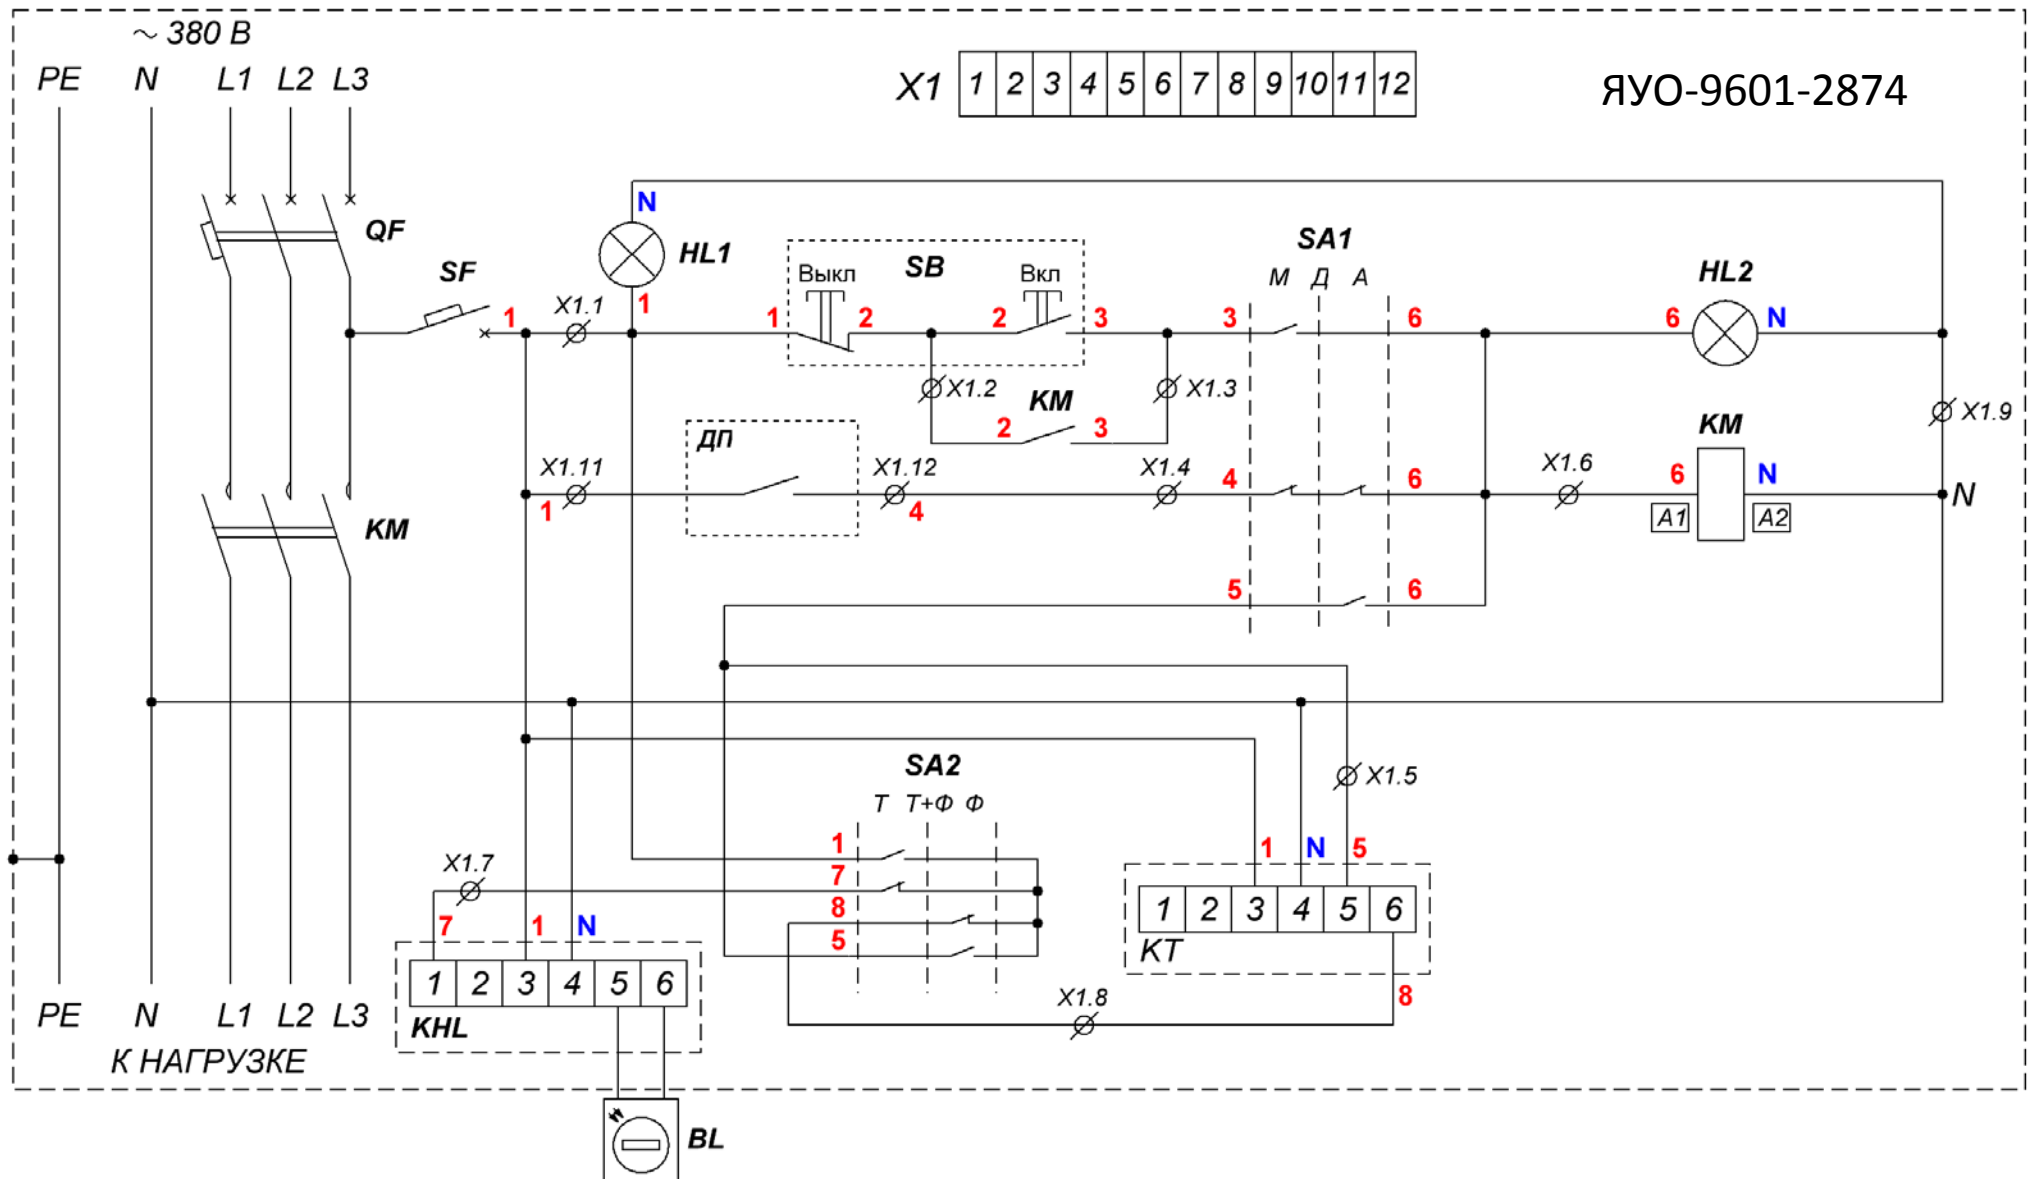 ~ 380 В
PE N L1 L2 L3
X1 1 2 3 4 5 6 7 8 9 10 11 12
ЯУО-9601-2874
N
QF
HL1
SB
SA1
SF
Выкл Вкл
М Д А
HL2
X1.1
1
1 1 2 2 3 3 6 6 N
X1.2
KM
X1.3
X1.9
2 3
KM
ДП
X1.11 X1.12 X1.4 4 6 X1.6 6 N
N
1 4
A1 A2
KM
5 6
SA2
X1.5
Т Т+Ф Ф
1
1 N 5
X1.7
7
8
7 1 N
5
1 2 3 4 5 6
KT
1 2 3 4 5 6
8
X1.8
KHL
PE N L1 L2 L3
К НАГРУЗКЕ
BL